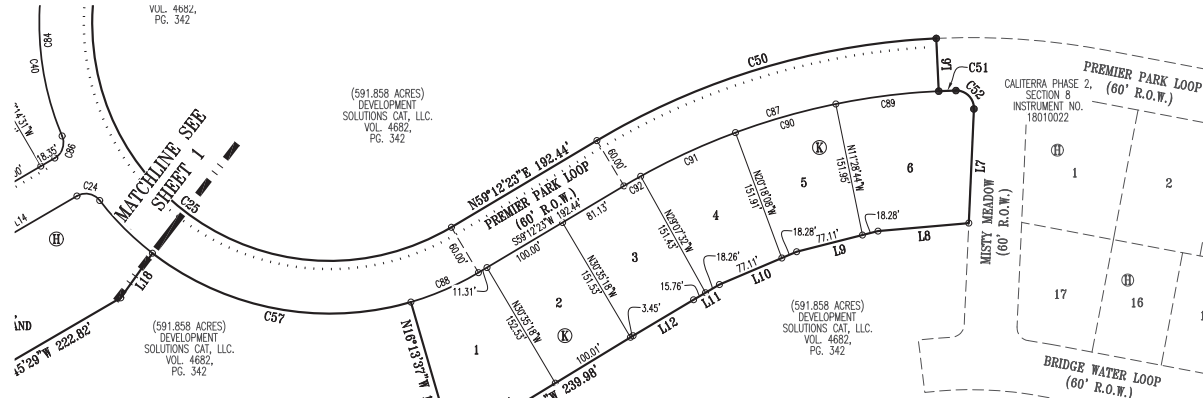 VOL. 4682,
PG. 342
C84
C40
14'31"W
18.35'
C86
MATCHLINE SEE
SHEET 1
C24
C25
L14
H
L18
45'29"W 222.82'
(591.858 ACRES)
DEVELOPMENT
SOLUTIONS CAT, LLC.
VOL. 4682,
PG. 342
C57
(591.858 ACRES)
DEVELOPMENT
SOLUTIONS CAT, LLC.
VOL. 4682,
PG. 342
N59°12'23"E 192.44'
PREMIER PARK LOOP
(60' R.O.W.)
S59°12'23"W 192.44'
60.00'
60.00'
C88
11.31'
100.00'
81.13'
C92
C91
C50
C87
C90
C89
L6
C51
C52
L7
N16°13'37"W
1
N30°35'18"W
152.53'
2
K
100.01'
"W 239.98'
N30°35'18"W
151.53'
3
3.45'
L12
15.76'
L11
18.26'
N29°07'32"W
151.43'
4
77.11'
L10
N20°18'08"W
151.91'
18.28'
5
K
77.11'
L9
N11°28'44"W
151.95'
18.28'
6
L8
MISTY MEADOW
(60' R.O.W.)
(591.858 ACRES)
DEVELOPMENT
SOLUTIONS CAT, LLC.
VOL. 4682,
PG. 342
CALITERRA PHASE 2,
SECTION 8
INSTRUMENT NO.
18010022
PREMIER PARK LOOP
(60' R.O.W.)
H
1
2
H
17
16
BRIDGE WATER LOOP
(60' R.O.W.)